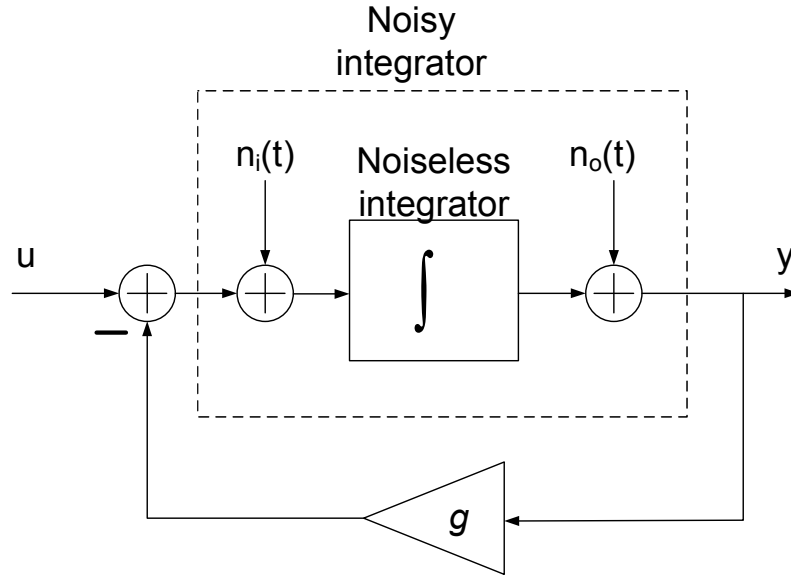 Noisy
integrator
nᵢ(t)
Noiseless
integrator
nₒ(t)
u
+
+
∫
+
y
−
g